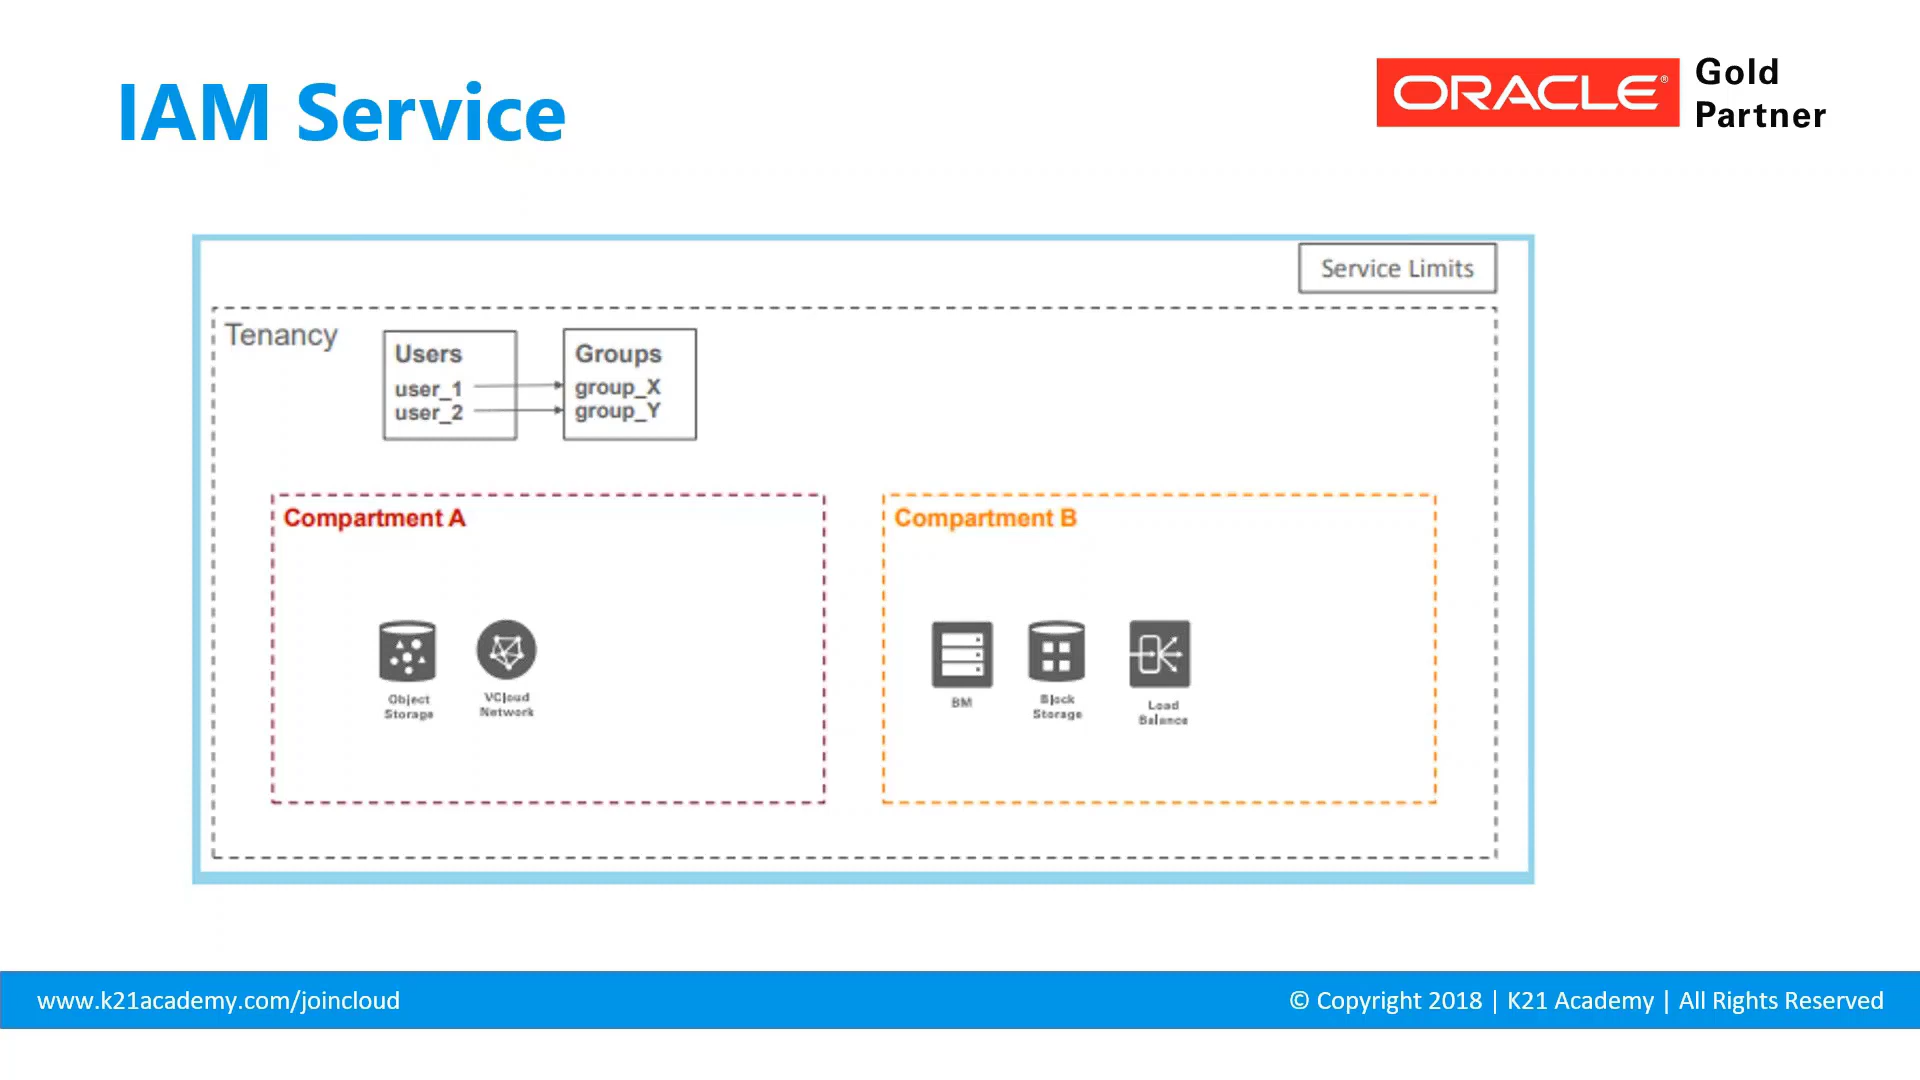 IAM Service
ORACLE®
Gold
Partner
Service Limits
Tenancy
Users
user_1
user_2
Groups
group_X
group_Y
Compartment A
Object
Storage
VCloud
Network
Compartment B
BM
Block
Storage
Load
Balance
www.k21academy.com/joincloud
© Copyright 2018 | K21 Academy | All Rights Reserved